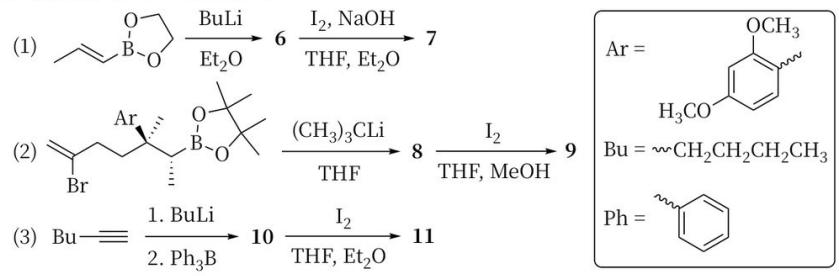 (1) B O O BuLi Et₂O 6 I₂, NaOH THF, Et₂O 7
(2) Br Ar B O O (CH₃)₃CLi THF 8 I₂ THF, MeOH 9
(3) Bu 1. BuLi 2. Ph₃B 10 I₂ THF, Et₂O 11
Ar = OCH₃ H₃CO
Bu = CH₂CH₂CH₂CH₃
Ph =